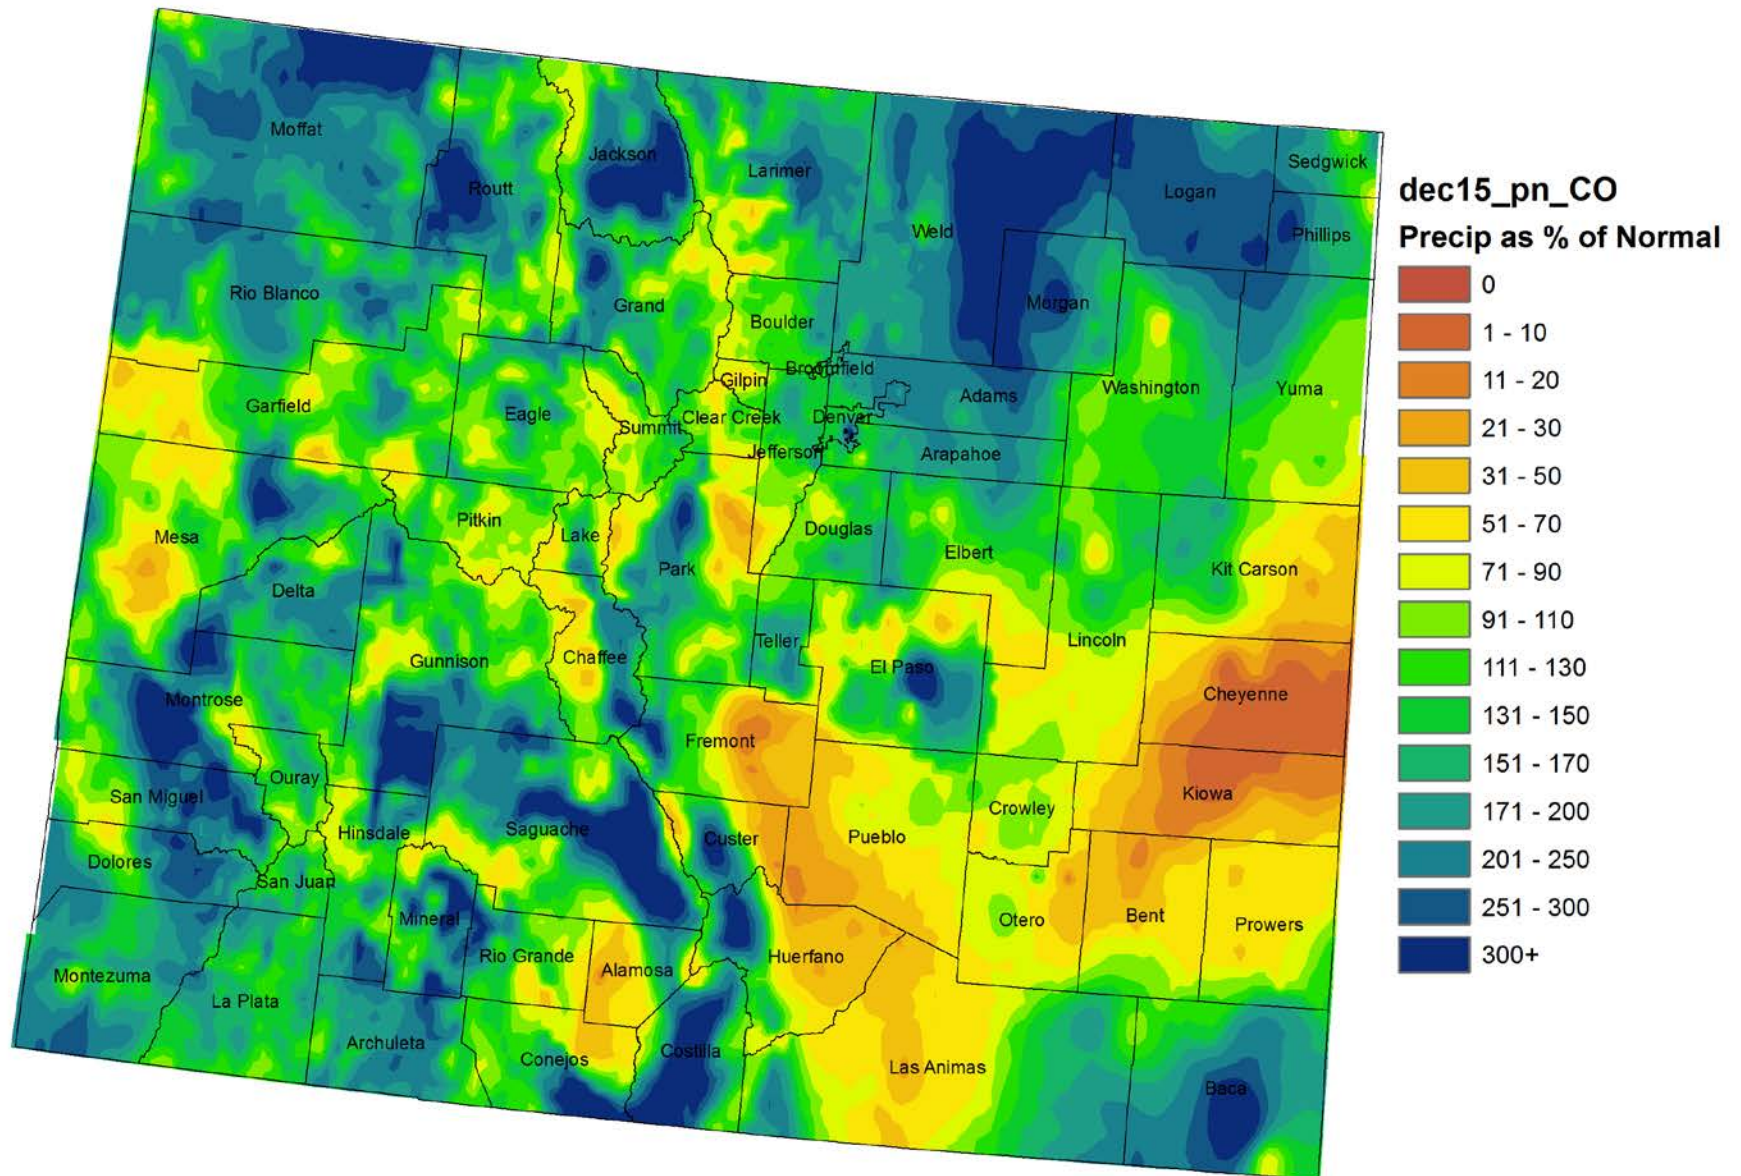 dec15_pn_CO
Precip as % of Normal
0
1 - 10
11 - 20
21 - 30
31 - 50
51 - 70
71 - 90
91 - 110
111 - 130
131 - 150
151 - 170
171 - 200
201 - 250
251 - 300
300+
Moffat
Routt
Jackson
Larimer
Weld
Logan
Sedgwick
Phillips
Rio Blanco
Grand
Boulder
Morgan
Broomfield
Gilpin
Garfield
Eagle
Summit
Clear Creek
Denver
Adams
Washington
Yuma
Jefferson
Arapahoe
Mesa
Pitkin
Lake
Park
Douglas
Elbert
Kit Carson
Delta
Gunnison
Chaffee
Teller
El Paso
Lincoln
Cheyenne
Montrose
Fremont
Ouray
San Miguel
Hinsdale
Saguache
Custer
Pueblo
Crowley
Kiowa
Dolores
San Juan
Mineral
Rio Grande
Alamosa
Huerfano
Otero
Bent
Prowers
Montezuma
La Plata
Archuleta
Conejos
Costilla
Las Animas
Baca